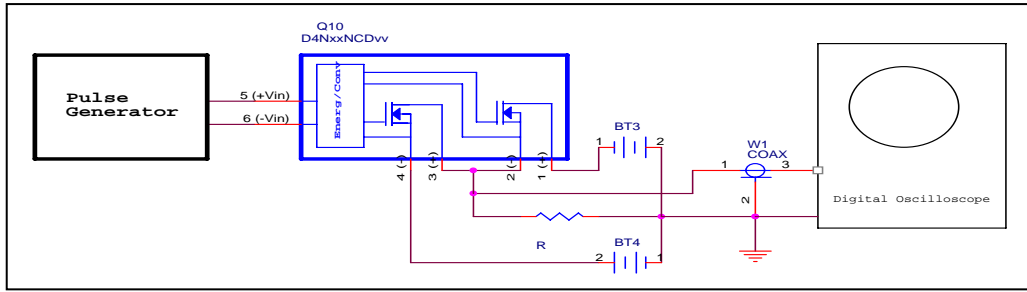 Q10
D4NxxNCDvv
Pulse
Generator
5 (+Vin)
6 (-Vin)
Energ/Conv
4 (-)
3 (+)
2 (-)
1 (+)
1
BT3
2
W1
COAX
1
3
2
Digital Oscilloscope
R
BT4
2
1